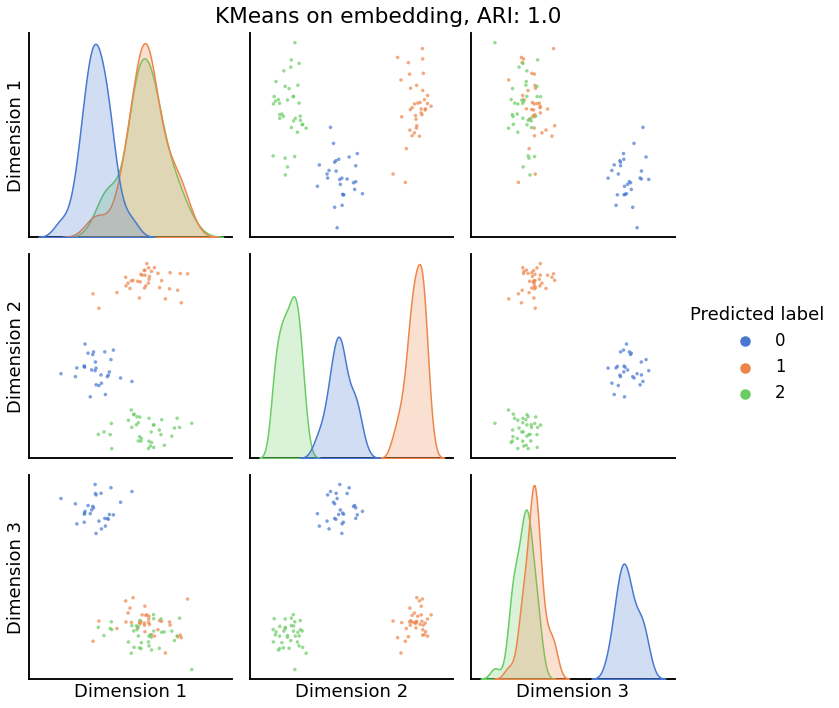 KMeans on embedding, ARI: 1.0
Dimension 1
Dimension 2
Dimension 3
Predicted label
0
1
2
Dimension 1
Dimension 2
Dimension 3